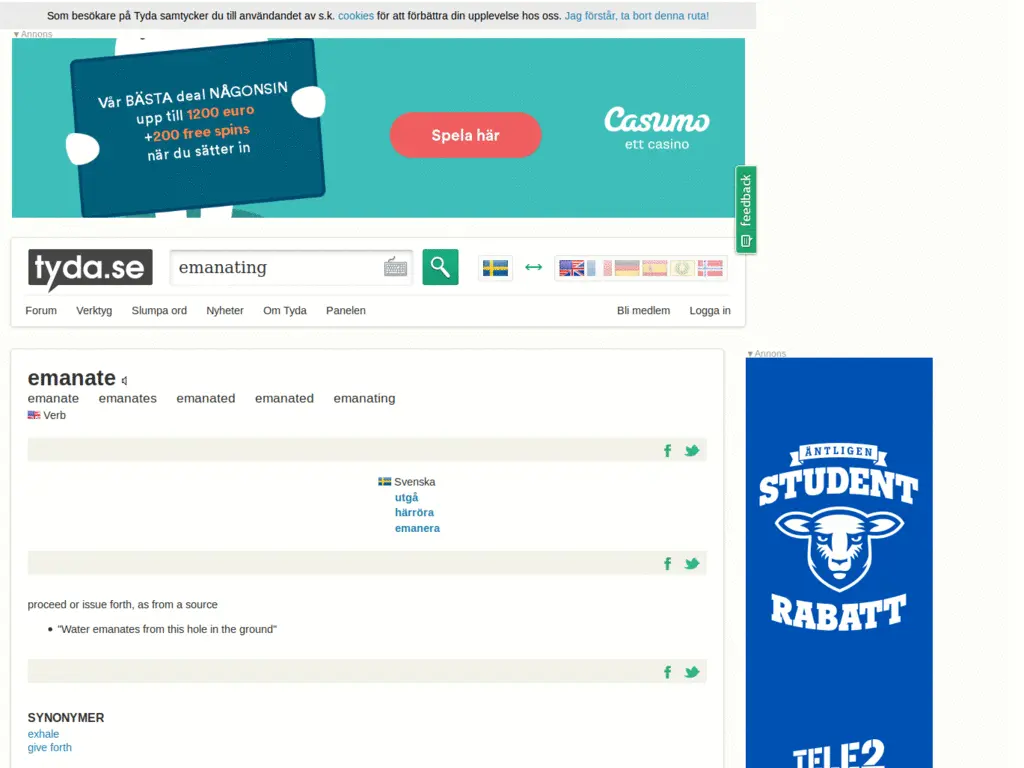 Som besökare på Tyda samtycker du till användandet av s.k. cookies för att förbättra din upplevelse hos oss. Jag förstår, ta bort denna ruta!
▼Annons
Vår BÄSTA deal NÅGONSIN
upp till 1200 euro
+200 free spins
när du sätter in
Spela här
Casumo
ett casino
feedback
tyda.se
emanating
Forum Verktyg Slumpa ord Nyheter Om Tyda Panelen Bli medlem Logga in
emanate
emanate emanates emanated emanated emanating
Verb
Svenska
utgå
härröra
emanera
proceed or issue forth, as from a source
• "Water emanates from this hole in the ground"
SYNONYMER
exhale
give forth
▼Annons
ÄNTLIGEN
STUDENT
RABATT
TELE2